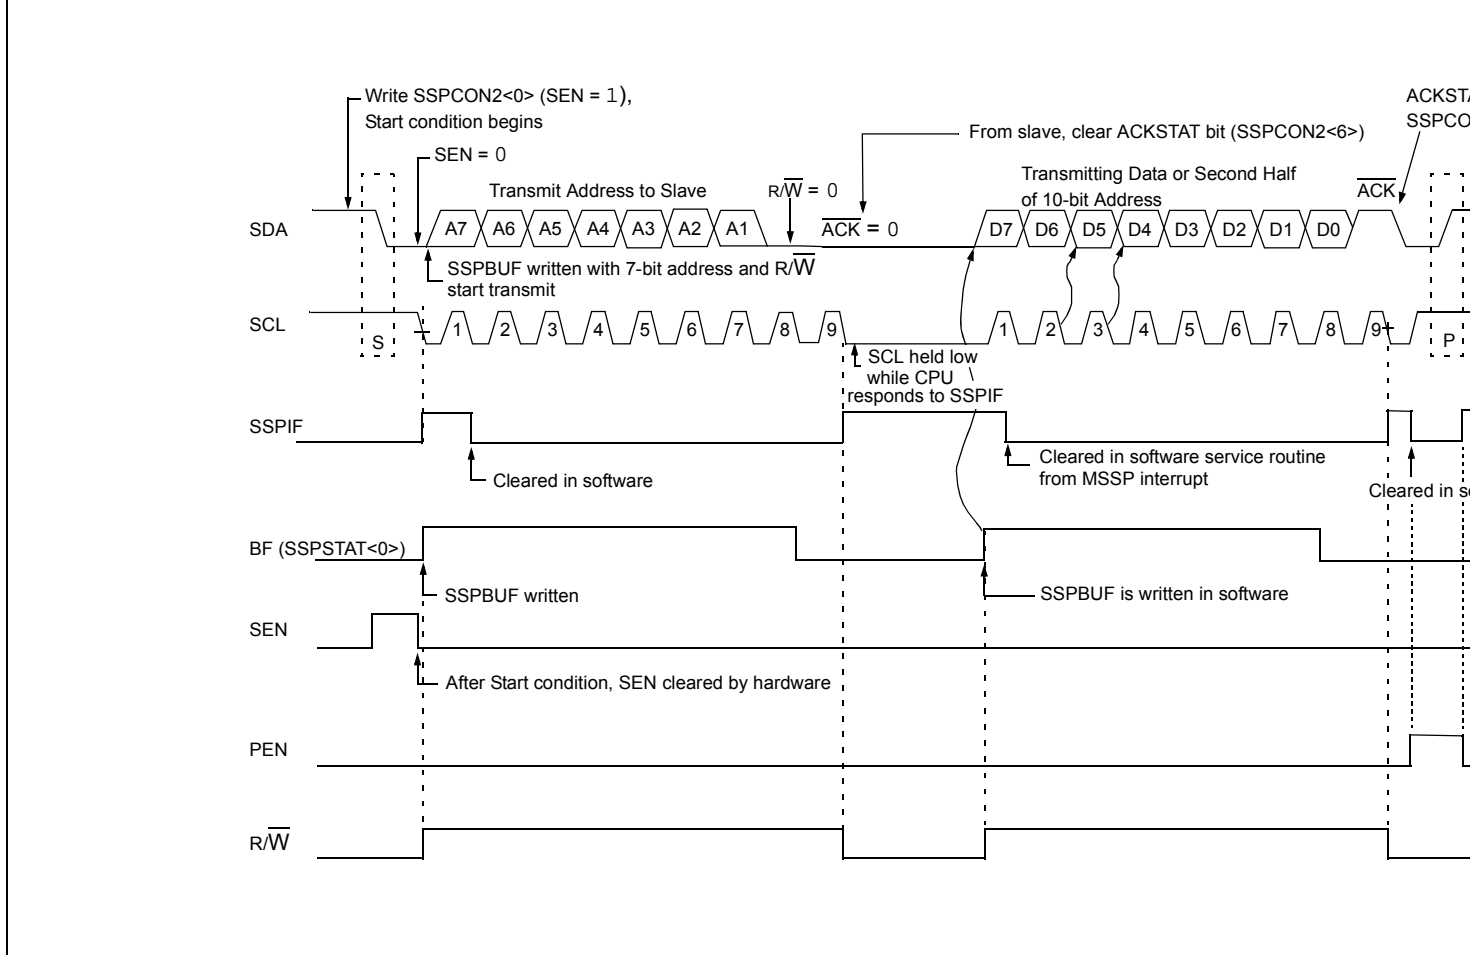 Write SSPCON2<0> (SEN = 1),
Start condition begins
ACKST
SSPCO
From slave, clear ACKSTAT bit (SSPCON2<6>)
SEN = 0
Transmit Address to Slave
R/W̅ = 0
Transmitting Data or Second Half
of 10-bit Address
A̅C̅K̅
SDA
A7 A6 A5 A4 A3 A2 A1
A̅C̅K̅ = 0
D7 D6 D5 D4 D3 D2 D1 D0
SSPBUF written with 7-bit address and R/W̅
start transmit
SCL
S
1 2 3 4 5 6 7 8 9
1 2 3 4 5 6 7 8 9
P
SCL held low
while CPU
responds to SSPIF
SSPIF
Cleared in software
Cleared in software service routine
from MSSP interrupt
Cleared in s
BF (SSPSTAT<0>)
SSPBUF written
SSPBUF is written in software
SEN
After Start condition, SEN cleared by hardware
PEN
R/W̅